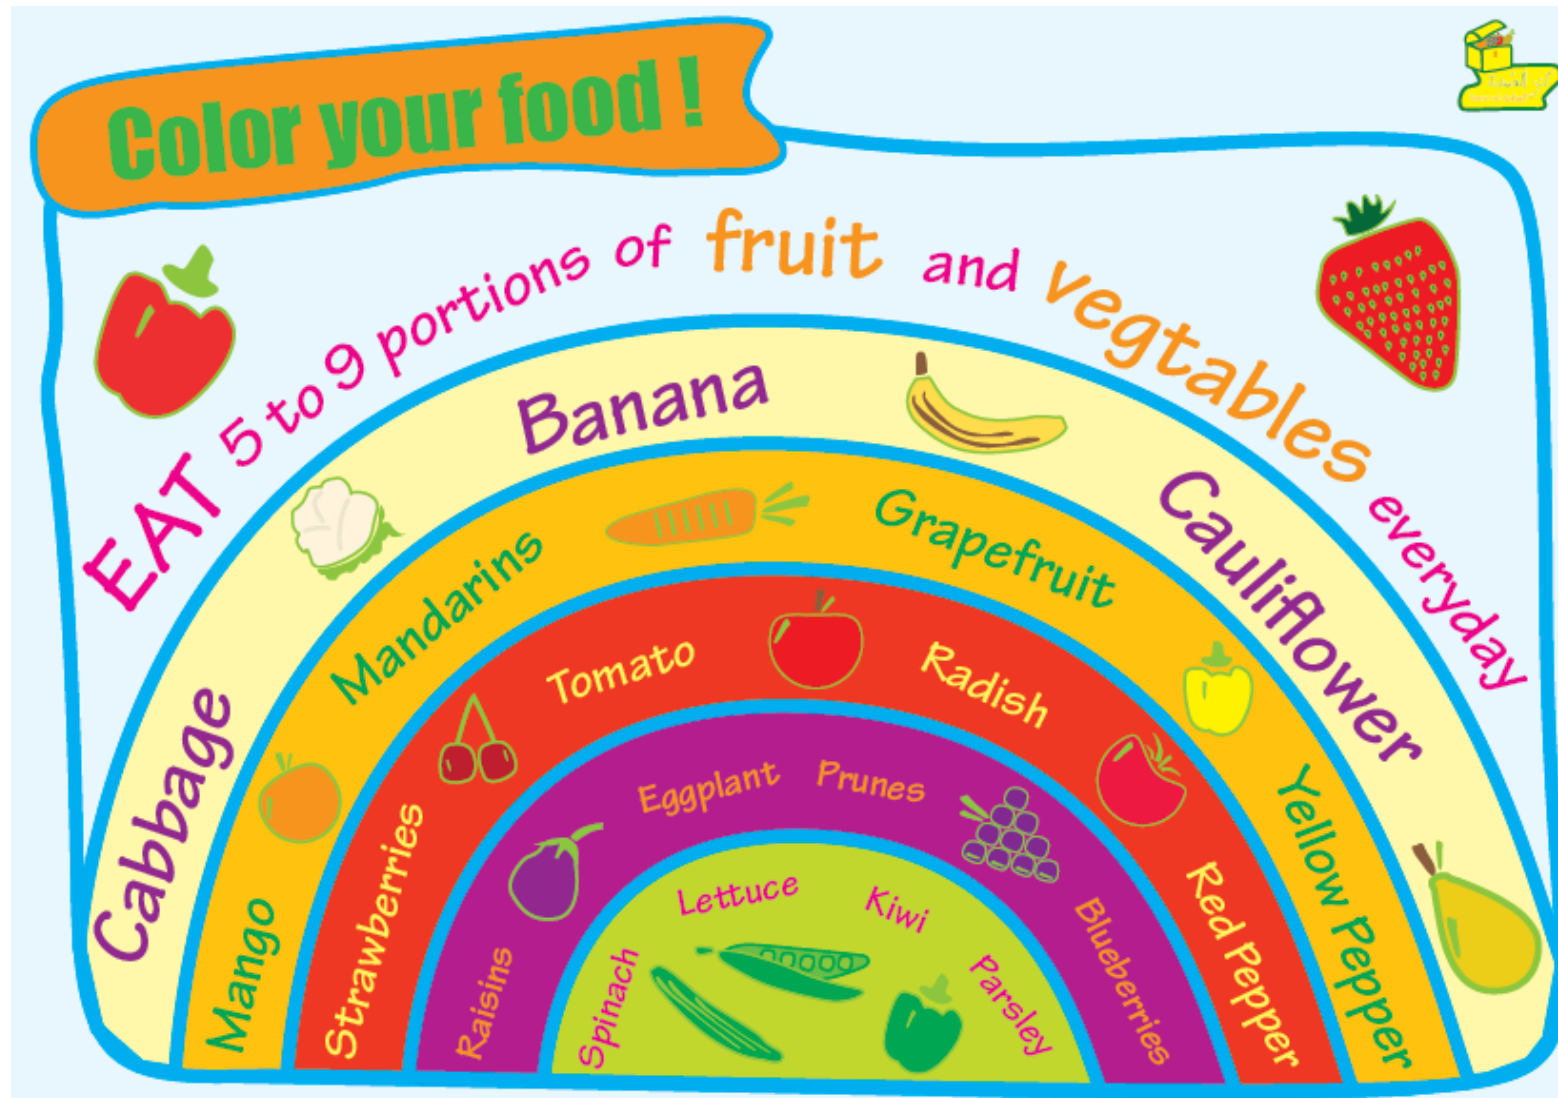 Color your food !
EAT 5 to 9 portions of fruit and vegtables everyday
Cabbage Banana Cauliflower
Mango Mandarins Grapefruit Yellow Pepper
Strawberries Tomato Radish Red Pepper
Raisins Eggplant Prunes Blueberries
Spinach Lettuce Kiwi Parsley